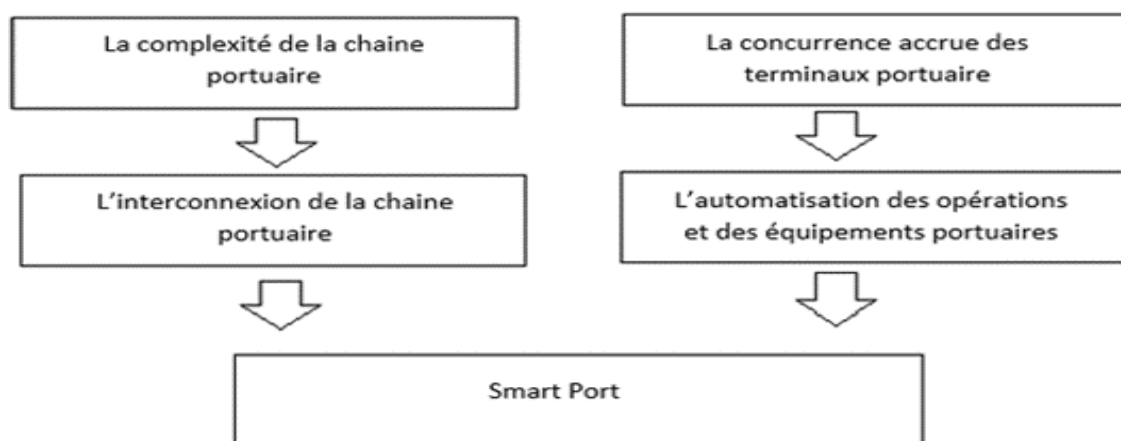 La complexité de la chaine
portuaire
La concurrence accrue des
terminaux portuaire
L'interconnexion de la chaine
portuaire
L'automatisation des opérations
et des équipements portuaires
Smart Port